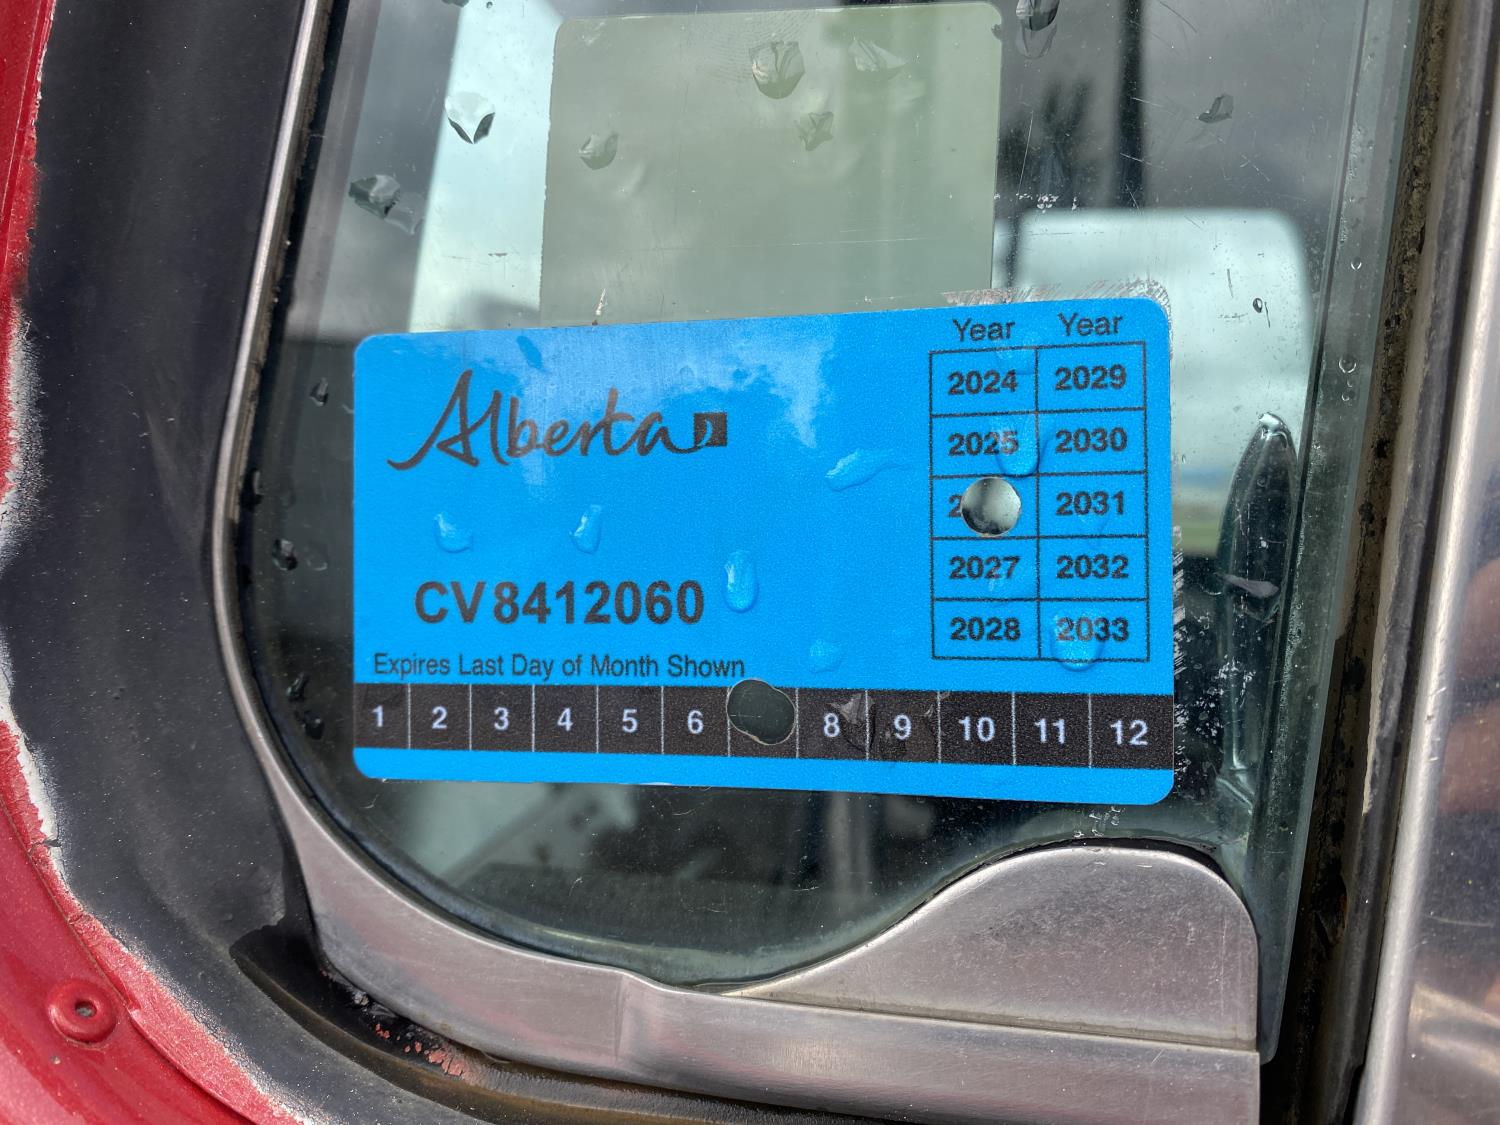 Alberta
CV8412060
Expires Last Day of Month Shown
1 2 3 4 5 6 8 9 10 11 12
Year Year
2024 2029
2025 2030
2031
2027 2032
2028 2033